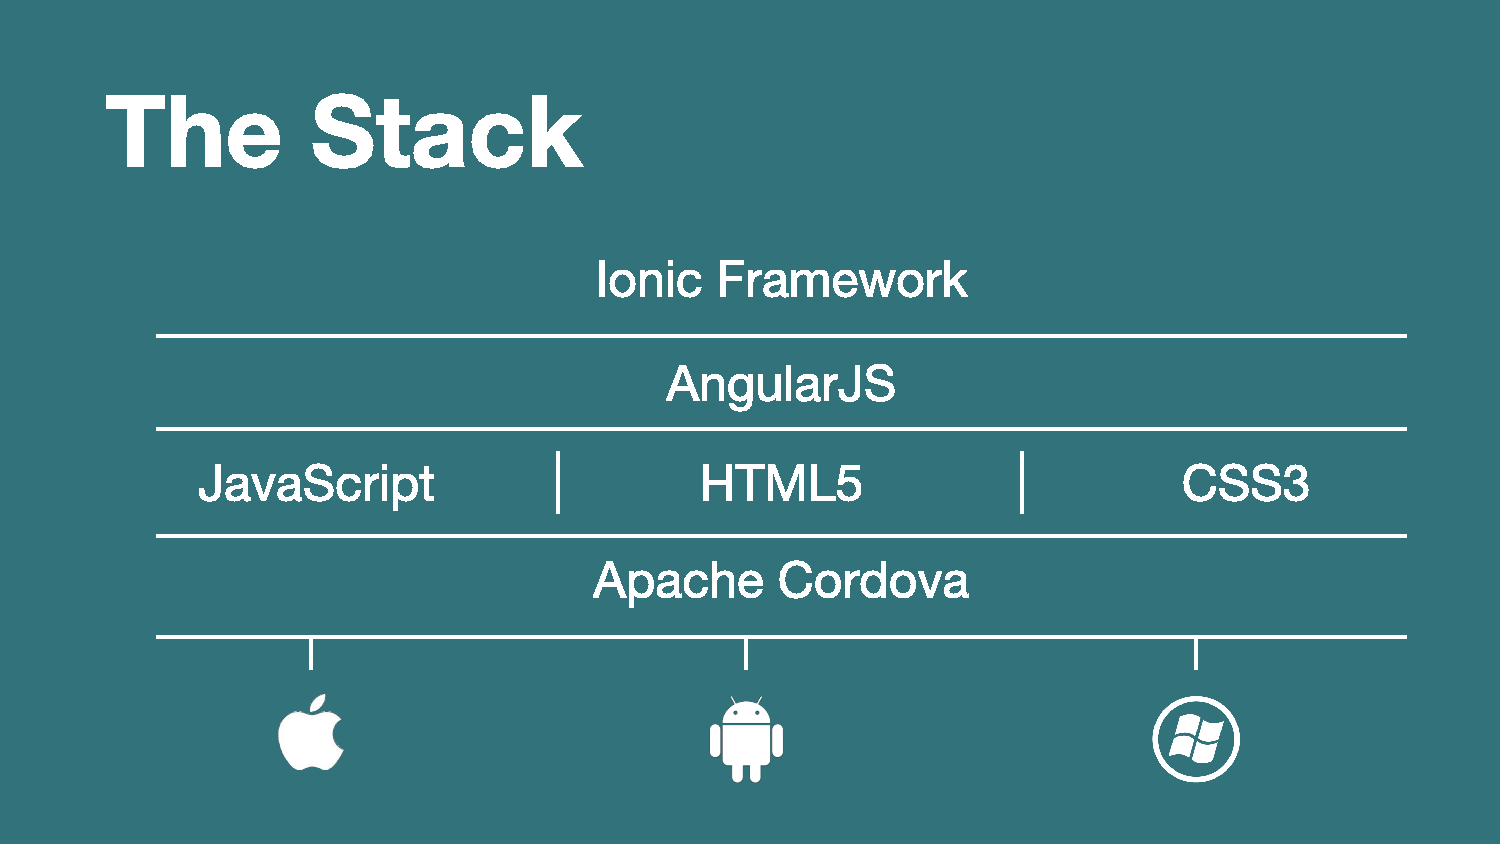 The Stack
Ionic Framework
AngularJS
JavaScript HTML5 CSS3
Apache Cordova